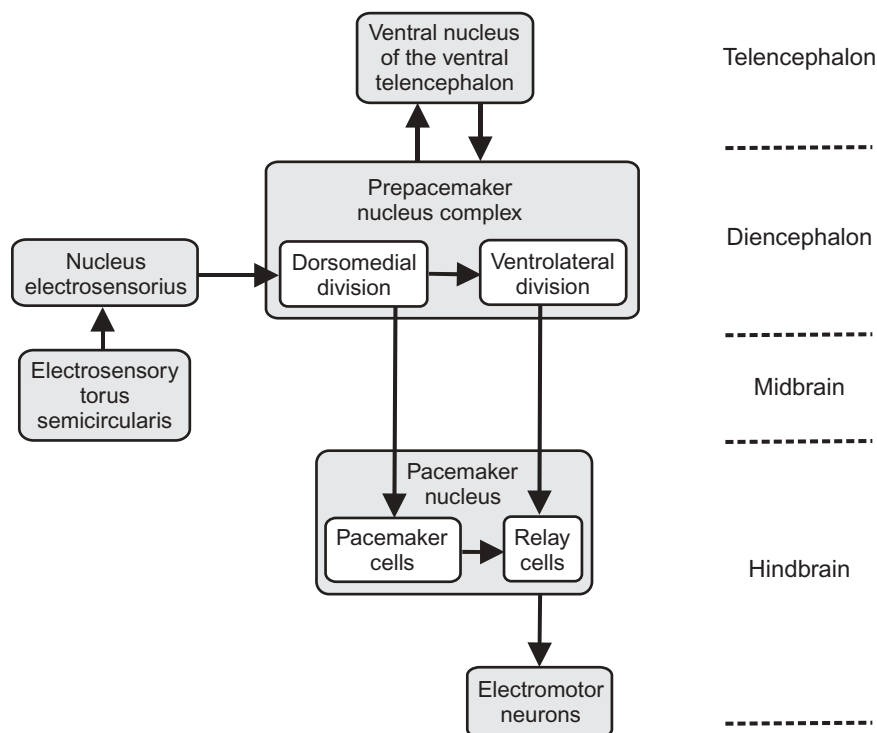 Ventral nucleus
of the ventral
telencephalon
Telencephalon
Prepacemaker
nucleus complex
Diencephalon
Nucleus
electrosensorius
Dorsomedial
division
Ventrolateral
division
Electrosensory
torus
semicircularis
Midbrain
Pacemaker
nucleus
Pacemaker
cells
Relay
cells
Hindbrain
Electromotor
neurons